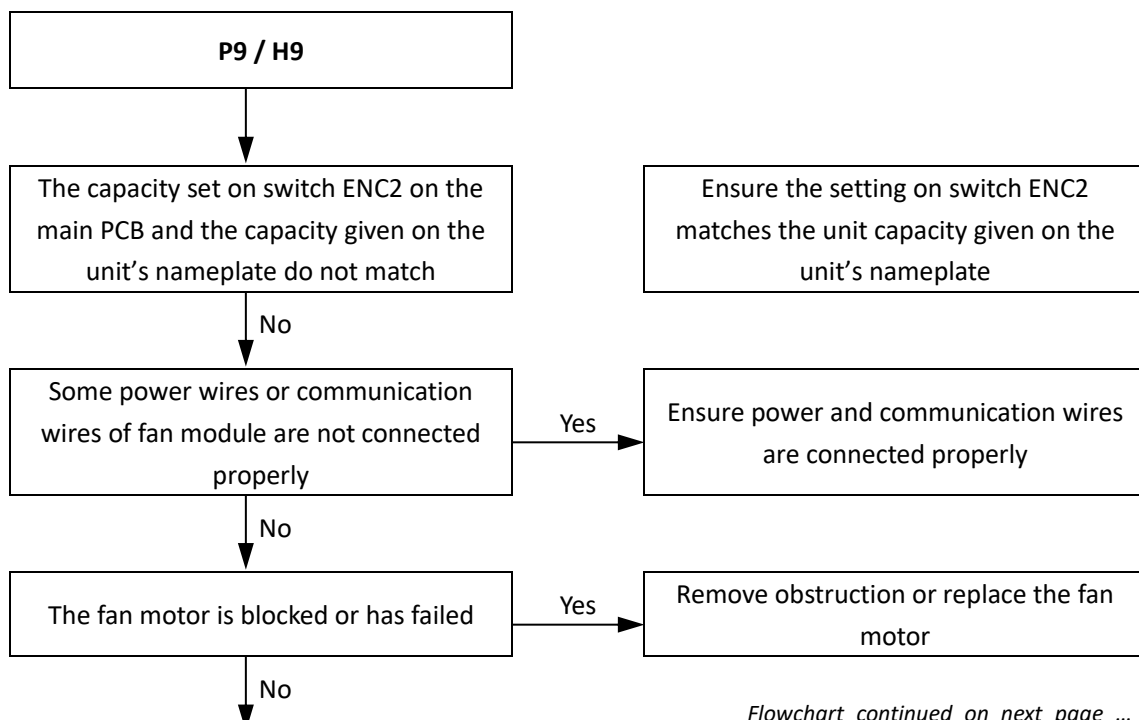 P9 / H9
The capacity set on switch ENC2 on the
main PCB and the capacity given on the
unit’s nameplate do not match
Ensure the setting on switch ENC2
matches the unit capacity given on the
unit’s nameplate
No
Some power wires or communication
wires of fan module are not connected
properly
Yes
Ensure power and communication wires
are connected properly
No
The fan motor is blocked or has failed
Yes
Remove obstruction or replace the fan
motor
No
Flowchart continued on next page …